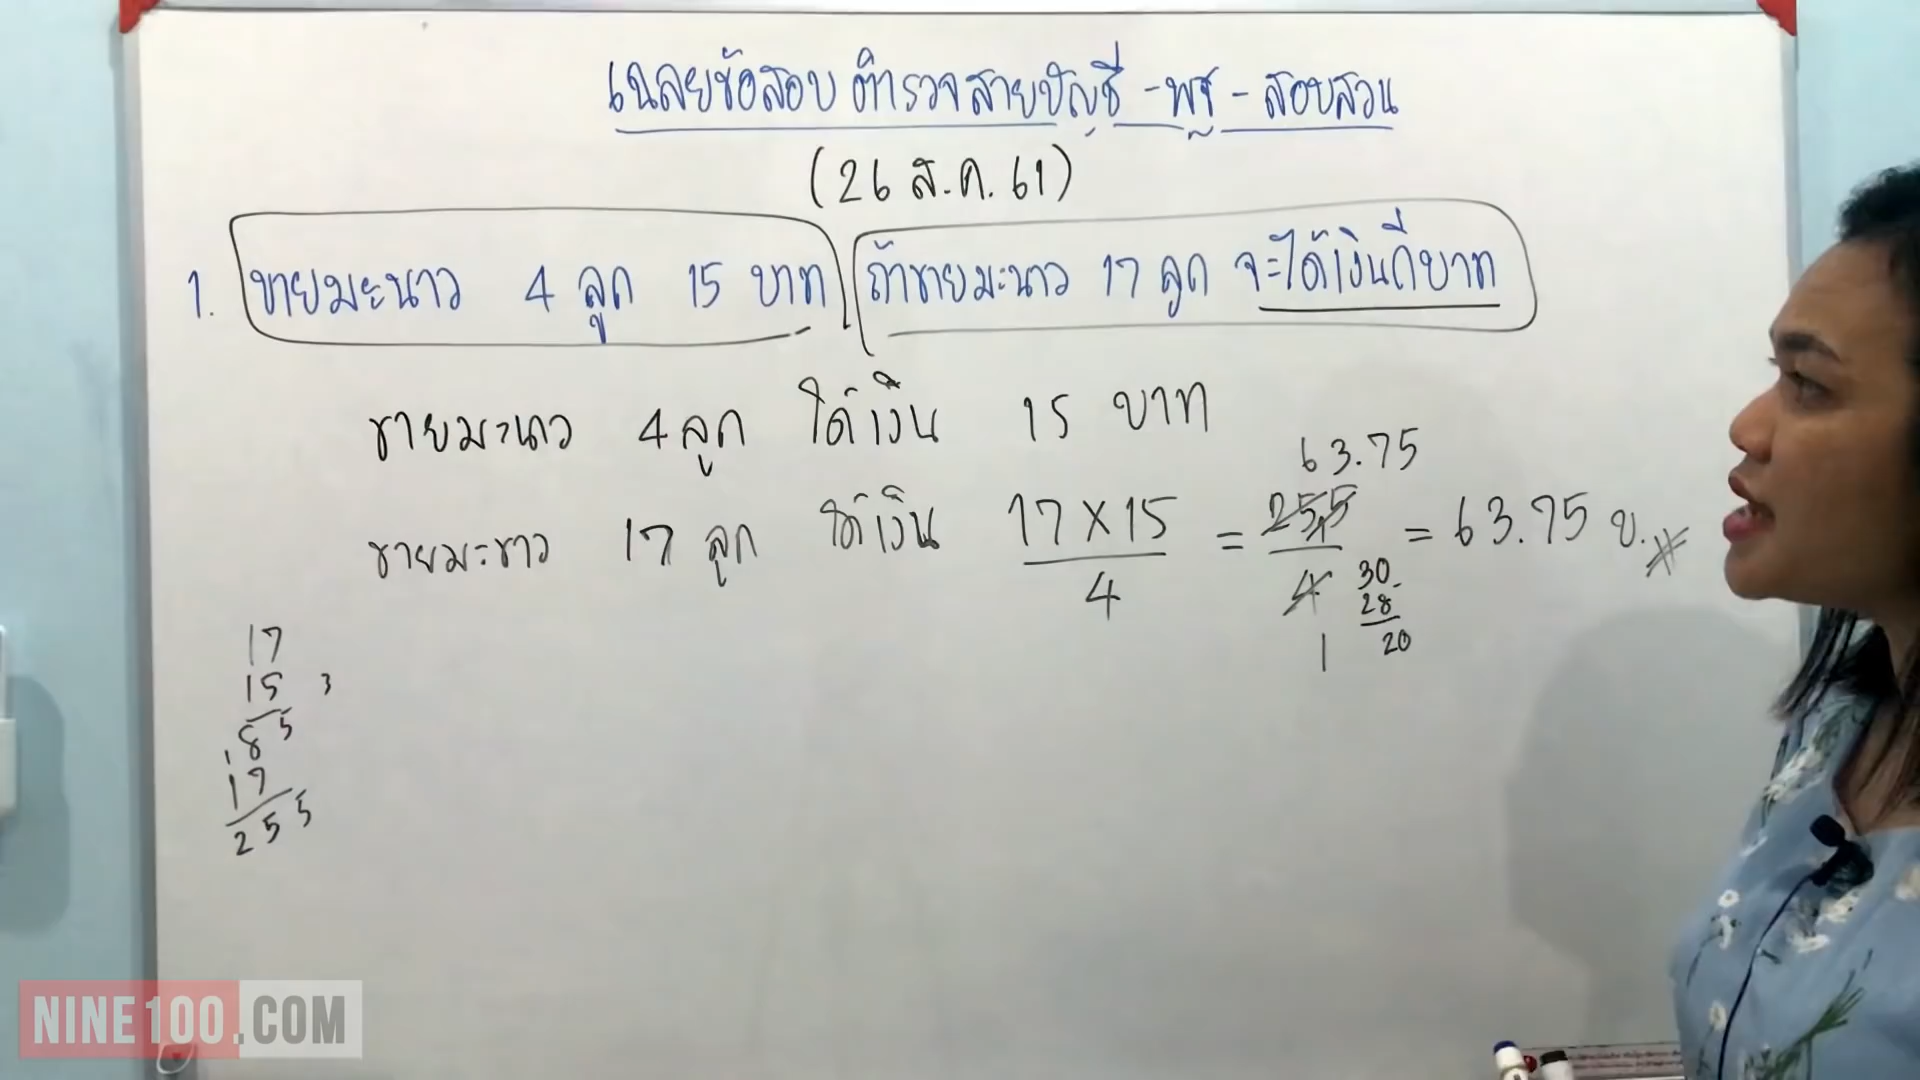 เฉลยข้อสอบ ตำรวจสายบัญชี - พฐ - สอบสวน
(26 ส.ค. 61)
1. ขายมะนาว 4 ลูก 15 บาท ถ้าขายมะนาว 17 ลูก จะได้เงินกี่บาท
ขายมะนาว 4 ลูก ได้เงิน 15 บาท
63.75
ขายมะนาว 17 ลูก ได้เงิน 17 X 15 = 255 = 63.75 บ.
4 4 30
28
1 20
17
15 3
85
1
17
255
NINE100.COM